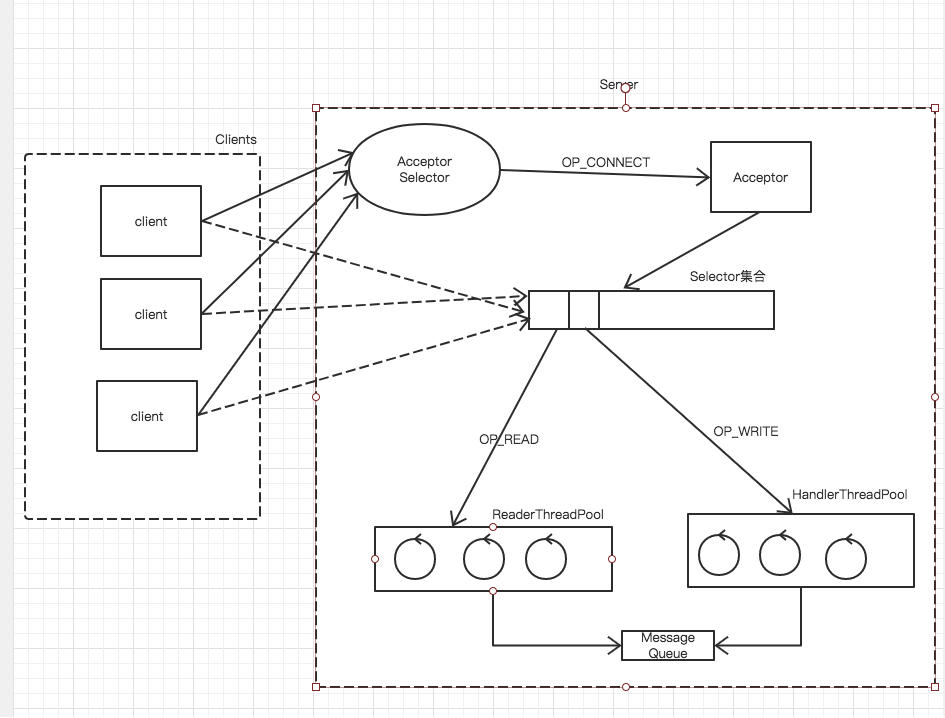 Server
Clients
Acceptor
Selector
OP_CONNECT
Acceptor
client
Selector集合
client
client
OP_READ
OP_WRITE
HandlerThreadPool
ReaderThreadPool
Message
Queue